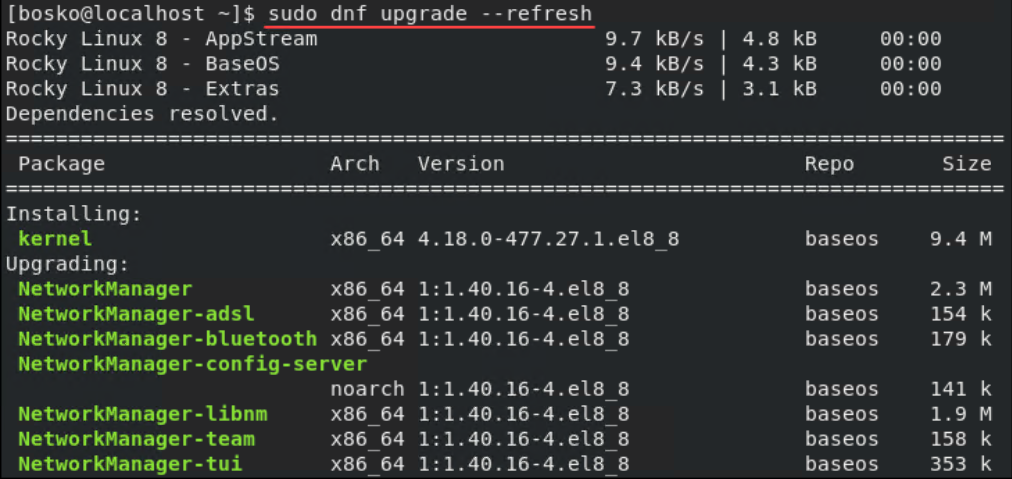 [bosko@localhost ~]$ sudo dnf upgrade --refresh
Rocky Linux 8 - AppStream                       9.7 kB/s | 4.8 kB     00:00
Rocky Linux 8 - BaseOS                          9.4 kB/s | 4.3 kB     00:00
Rocky Linux 8 - Extras                          7.3 kB/s | 3.1 kB     00:00
Dependencies resolved.
================================================================================
 Package                  Arch   Version                        Repo       Size
================================================================================
Installing:
 kernel                   x86_64 4.18.0-477.27.1.el8_8          baseos    9.4 M
Upgrading:
 NetworkManager           x86_64 1:1.40.16-4.el8_8              baseos    2.3 M
 NetworkManager-adsl      x86_64 1:1.40.16-4.el8_8              baseos    154 k
 NetworkManager-bluetooth x86_64 1:1.40.16-4.el8_8              baseos    179 k
 NetworkManager-config-server
                          noarch 1:1.40.16-4.el8_8              baseos    141 k
 NetworkManager-libnm     x86_64 1:1.40.16-4.el8_8              baseos    1.9 M
 NetworkManager-team      x86_64 1:1.40.16-4.el8_8              baseos    158 k
 NetworkManager-tui       x86_64 1:1.40.16-4.el8_8              baseos    353 k